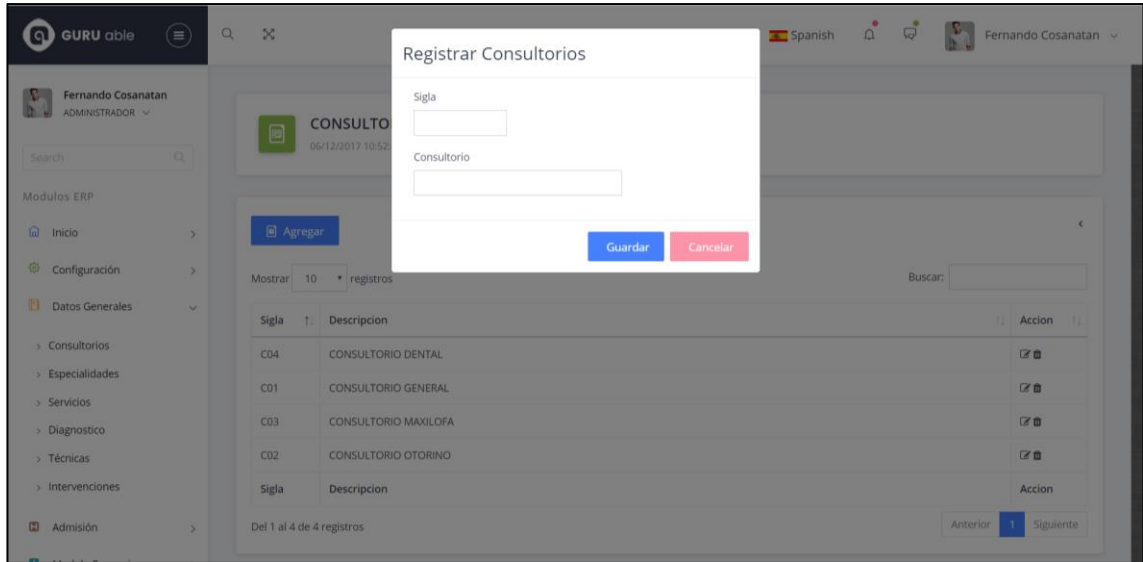 GURU able
Spanish
Fernando Cosanatan
Fernando Cosanatan
ADMINISTRADOR
Search
Modulos ERP
Inicio
Configuración
Datos Generales
Consultorios
Especialidades
Servicios
Diagnostico
Técnicas
Intervenciones
Admisión
Registrar Consultorios
Sigla
Consultorio
Guardar Cancelar
CONSULTO
06/12/2017 10:52:
Agregar
Mostrar 10 registros
Buscar:
Sigla Descripcion Accion
C04 CONSULTORIO DENTAL
C01 CONSULTORIO GENERAL
C03 CONSULTORIO MAXILOFA
C02 CONSULTORIO OTORINO
Sigla Descripcion Accion
Del 1 al 4 de 4 registros
Anterior 1 Siguiente